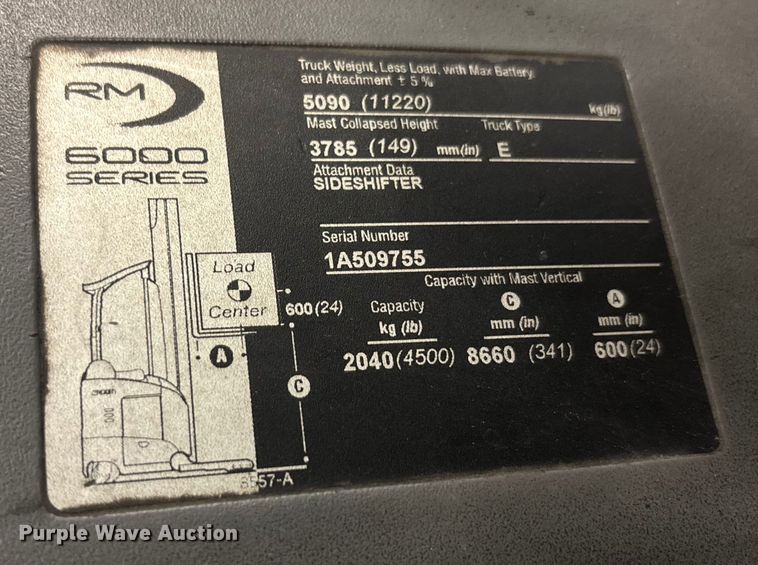 RM
6000
SERIES
Truck Weight, Less Load, with Max Battery
and Attachment ± 5 %
5090 (11220) kg(lb)
Mast Collapsed Height Truck Type
3785 (149) mm(in) E
Attachment Data
SIDESHIFTER
Serial Number
1A509755
Capacity with Mast Vertical
Capacity C A
kg (lb) mm (in) mm (in)
2040(4500) 8660 (341) 600(24)
Load
Center
600(24)
A
C
CROWN
Purple Wave Auction